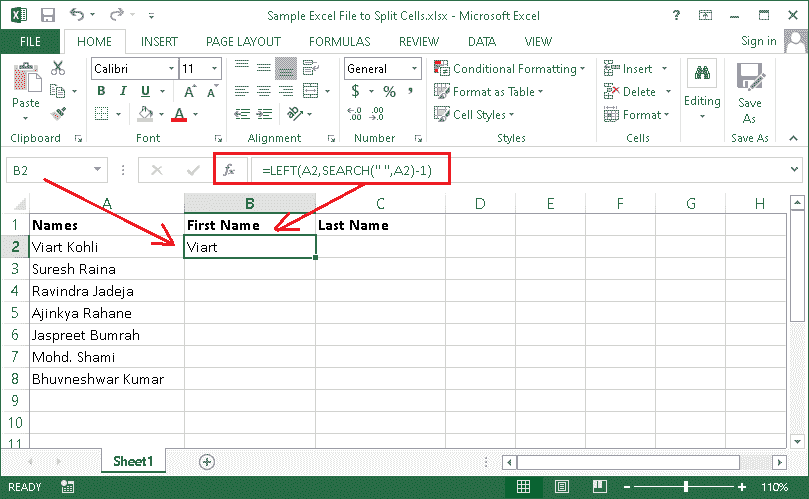 Sample Excel File to Split Cells.xlsx - Microsoft Excel
?
FILE HOME INSERT PAGE LAYOUT FORMULAS REVIEW DATA VIEW Sign in
Calibri 11 General Conditional Formatting Insert
B I U A A $ % , Format as Table Delete
Paste A Cell Styles Format Editing Save As
Clipboard Font Alignment Number Styles Cells Save As
B2 fx =LEFT(A2,SEARCH(" ",A2)-1)
A B C D E F G H
1 Names First Name Last Name
2 Viart Kohli Viart
3 Suresh Raina
4 Ravindra Jadeja
5 Ajinkya Rahane
6 Jaspreet Bumrah
7 Mohd. Shami
8 Bhuvneshwar Kumar
9
10
11
Sheet1
READY 110%